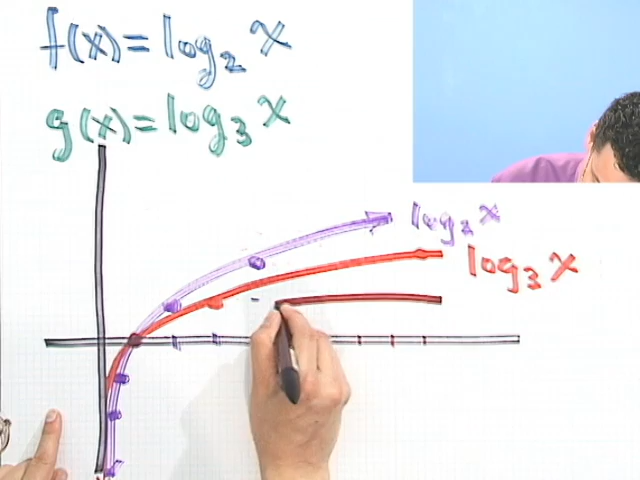 f(x)=log₂ x
g(x)=log₃ x
log₂ x
log₃ x